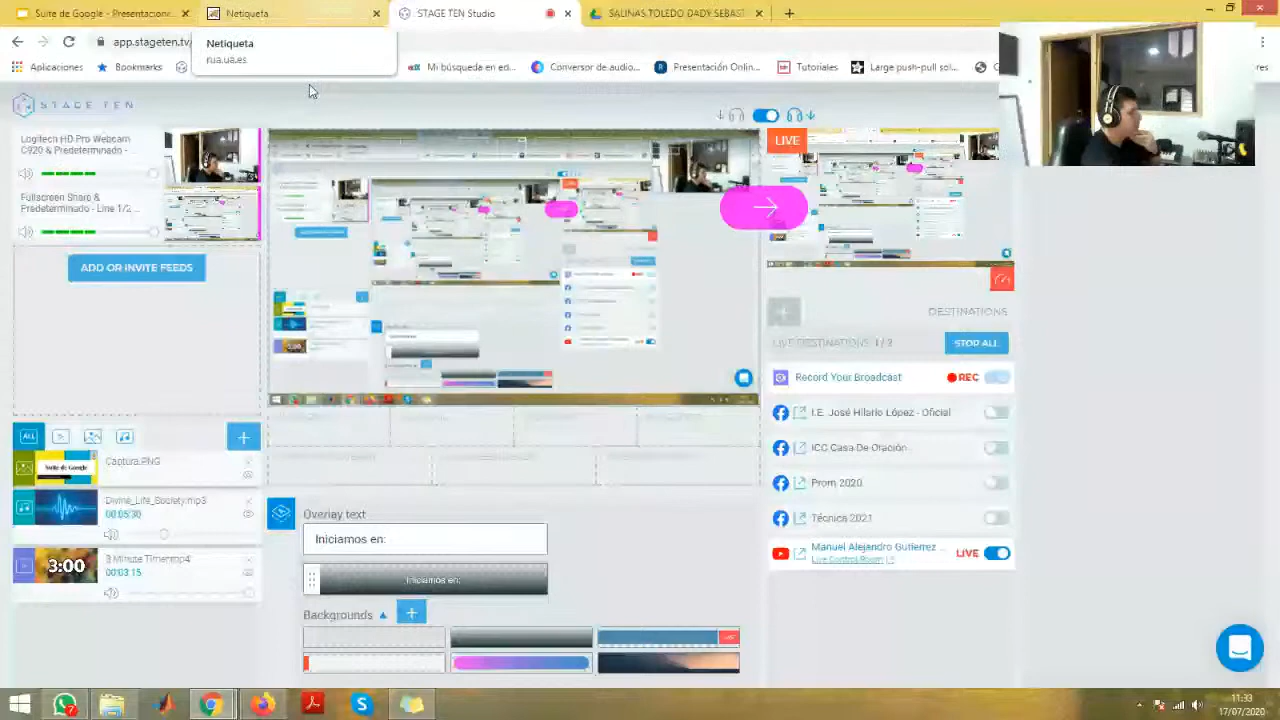 Suite de Google - Presentacione
Netiqueta
STAGE TEN Studio
SALINAS TOLEDO DADY SEBAST
app.stageten.tv
Netiqueta
rua.ua.es
Aplicaciones
Bookmarks
Mi búsqueda en ed...
Conversor de audio...
Presentación Onlin...
Tutoriales
Large push-pull sol...
STAGE TEN
Logitech HD Pro Webcam
C920 & Predeterminado -
Fullscreen Sharp &
Predeterminado - Line 1/2...
ADD OR INVITE FEEDS
LIVE
DESTINATIONS
LIVE DESTINATIONS
STOP ALL
Record Your Broadcast
REC
I.E. José Hilario López - Oficial
ICC Casa De Oración
Prom 2020
Técnica 2021
Manuel Alejandro Gutierrez ...
Live Control Room
LIVE
ALL
Captura.PNG
Suite de Google
Divine_Life_Society.mp3
00:05:30
3 Minute Timer.mp4
3:00
00:03:15
Overlay text
Iniciamos en:
Iniciamos en:
Backgrounds
11:33
17/07/2020